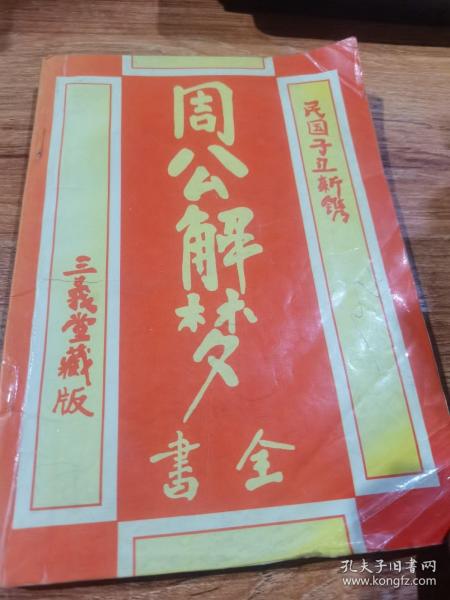 民国子丑新镌
周公解梦
全書
三義堂藏版
孔夫子旧书网
www.kongfz.com